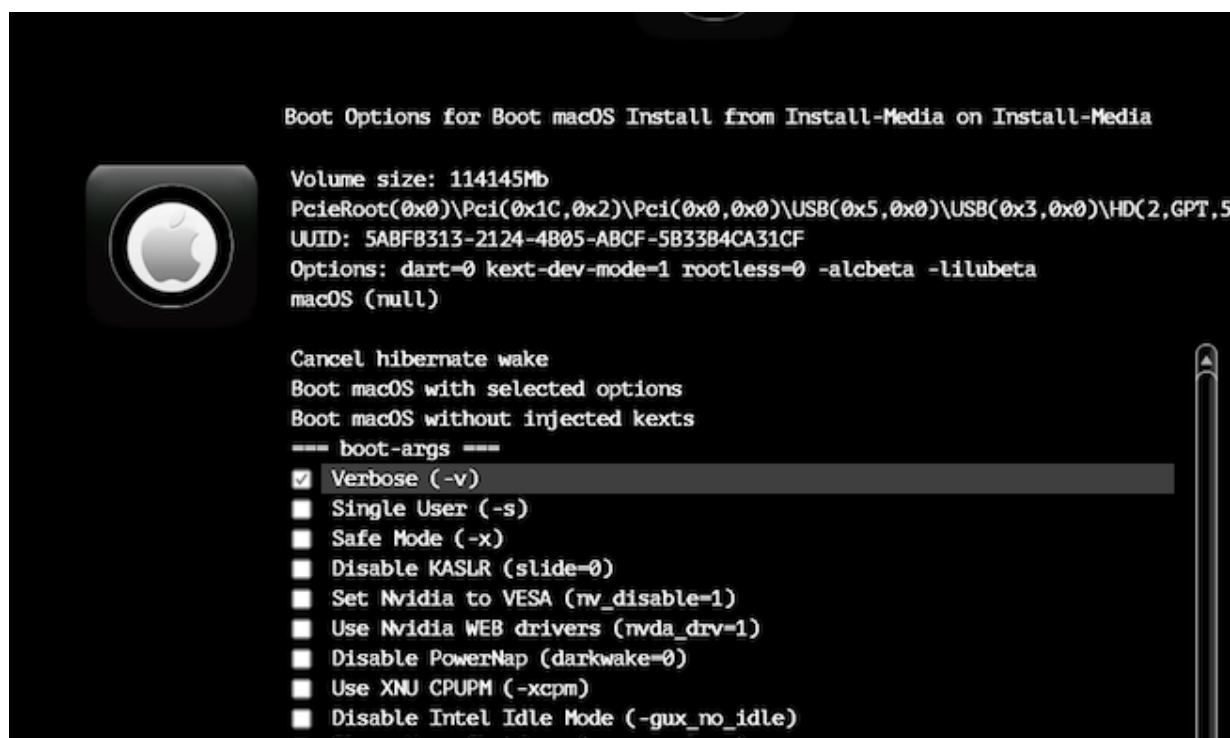 Boot Options for Boot macOS Install from Install-Media on Install-Media
Volume size: 114145Mb
PcieRoot(0x0)\Pci(0x1C,0x2)\Pci(0x0,0x0)\USB(0x5,0x0)\USB(0x3,0x0)\HD(2,GPT,5
UUID: 5ABFB313-2124-4B05-ABCF-5B33B4CA31CF
Options: dart=0 kext-dev-mode=1 rootless=0 -alcbeta -lilubeta
macOS (null)
Cancel hibernate wake
Boot macOS with selected options
Boot macOS without injected kexts
=== boot-args ===
Verbose (-v)
Single User (-s)
Safe Mode (-x)
Disable KASLR (slide=0)
Set Nvidia to VESA (nv_disable=1)
Use Nvidia WEB drivers (nvda_drv=1)
Disable PowerNap (darkwake=0)
Use XNU CPUPM (-xcpm)
Disable Intel Idle Mode (-gux_no_idle)